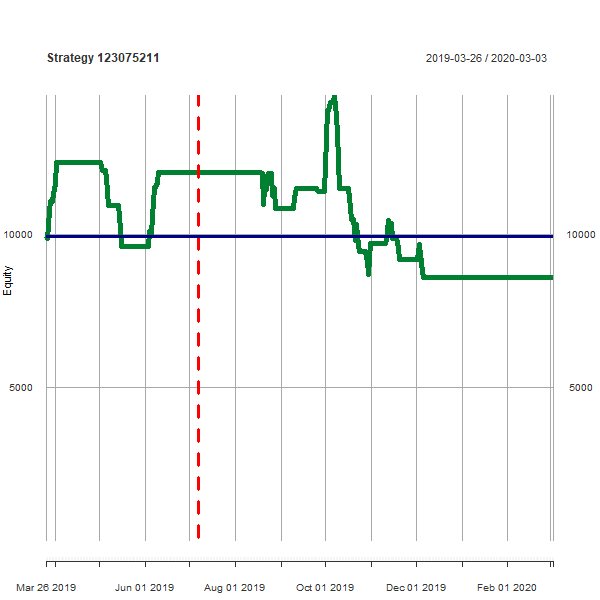 Strategy 123075211
2019-03-26 / 2020-03-03
10000
10000
Equity
5000
5000
Mar 26 2019
Jun 01 2019
Aug 01 2019
Oct 01 2019
Dec 01 2019
Feb 01 2020